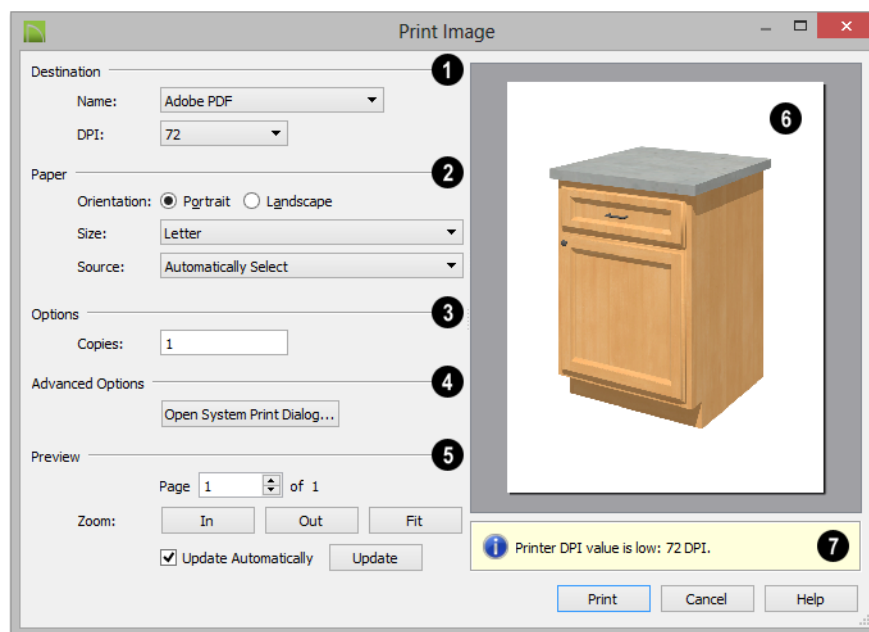 Print Image
Destination 1
Name: Adobe PDF
DPI: 72
Paper 2
Orientation: Portrait Landscape
Size: Letter
Source: Automatically Select
Options 3
Copies: 1
Advanced Options 4
Open System Print Dialog...
Preview 5
Page 1 of 1
Zoom: In Out Fit
Update Automatically Update
6
Printer DPI value is low: 72 DPI. 7
Print Cancel Help